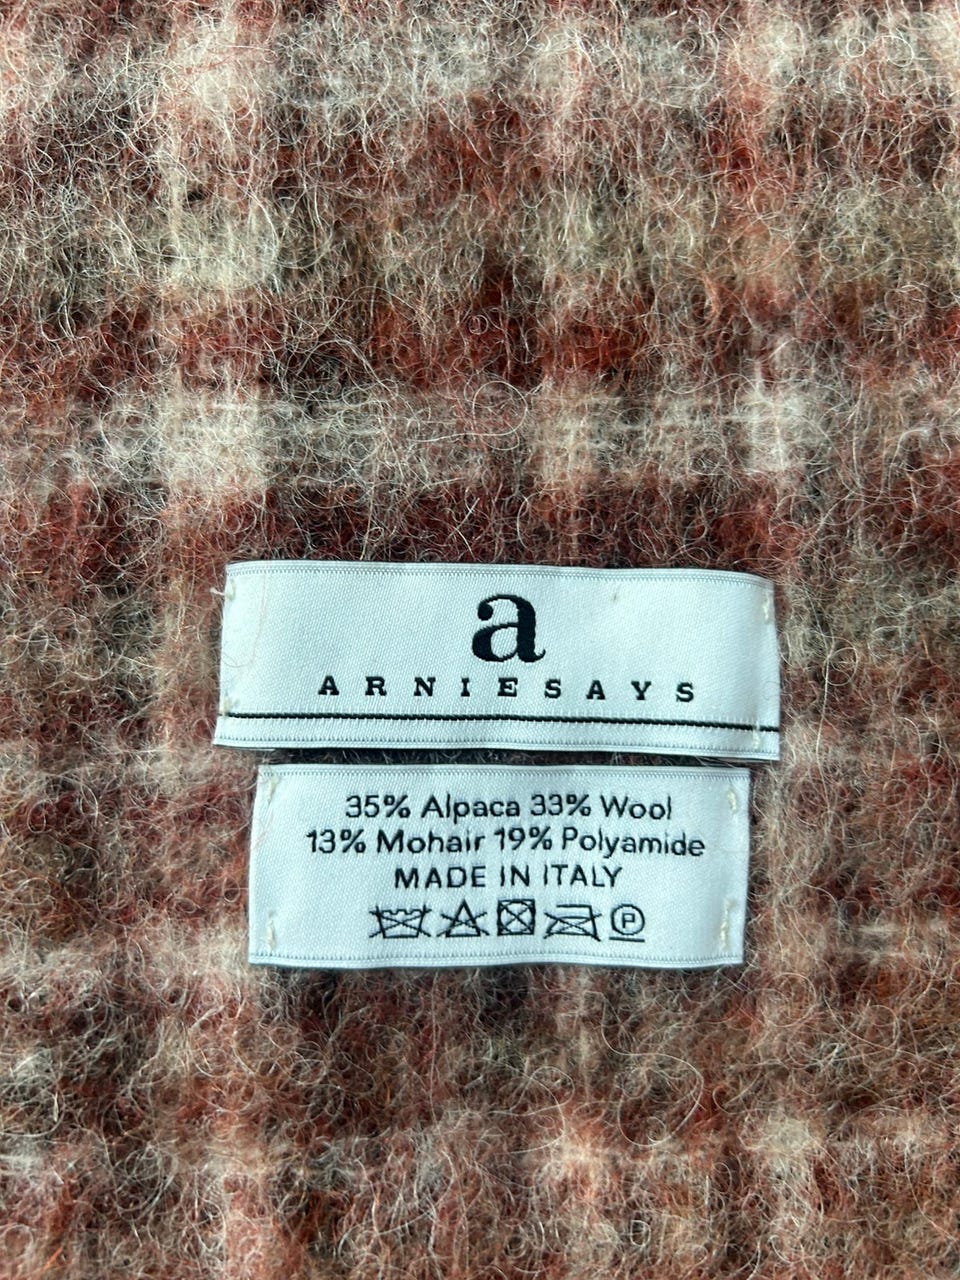 a
ARNIESAYS
35% Alpaca 33% Wool
13% Mohair 19% Polyamide
MADE IN ITALY
P